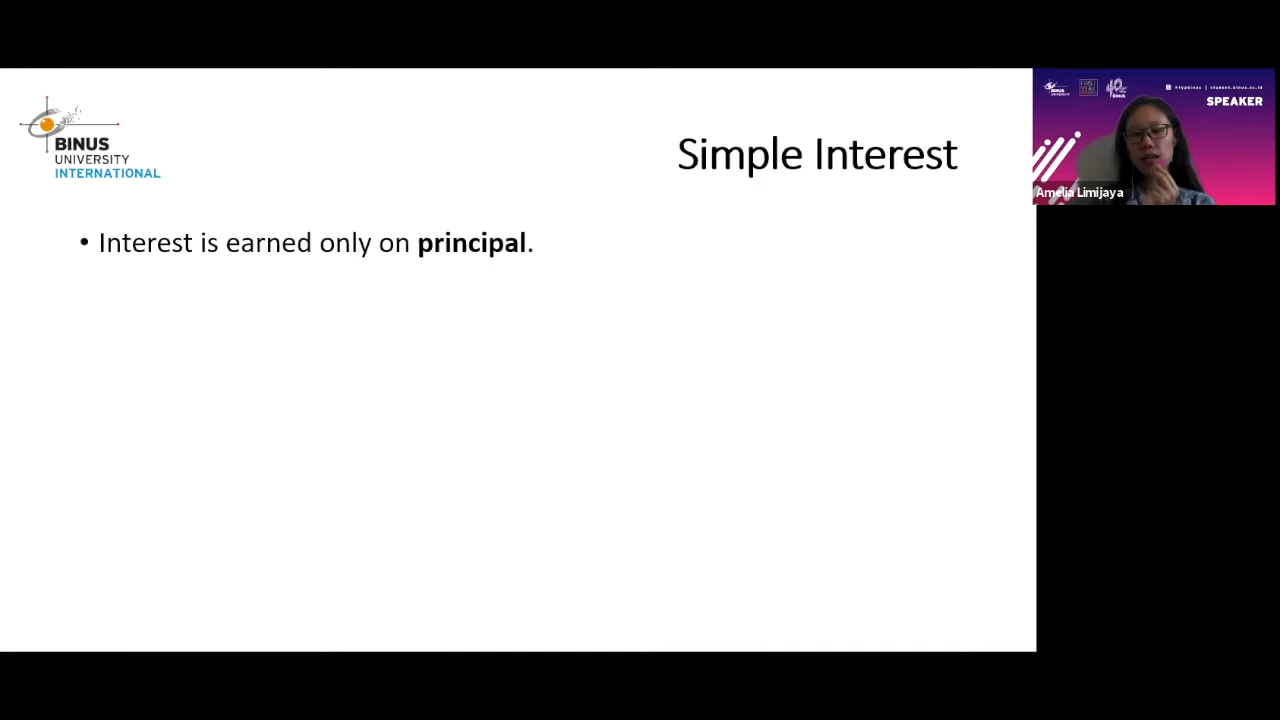 BINUS
UNIVERSITY
INTERNATIONAL
Simple Interest
• Interest is earned only on principal.
SPEAKER
Amelia Limijaya